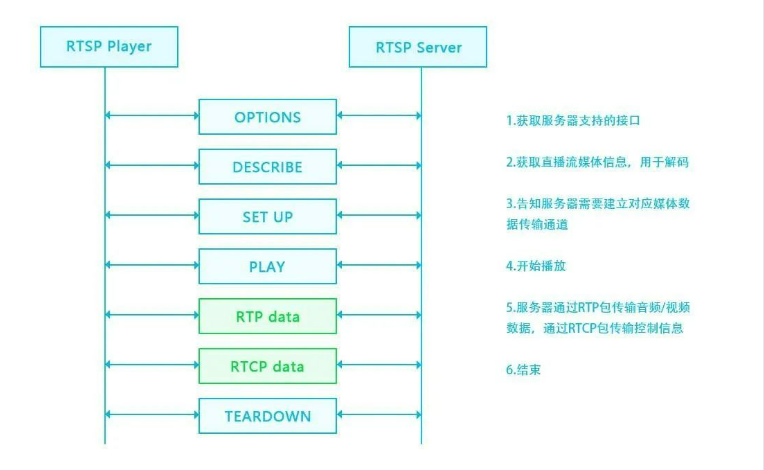 RTSP Player
RTSP Server
OPTIONS
DESCRIBE
SET UP
PLAY
RTP data
RTCP data
TEARDOWN
1.获取服务器支持的接口
2.获取直播流媒体信息，用于解码
3.告知服务器需要建立对应媒体数
据传输通道
4.开始播放
5.服务器通过RTP包传输音频/视频
数据，通过RTCP包传输控制信息
6.结束